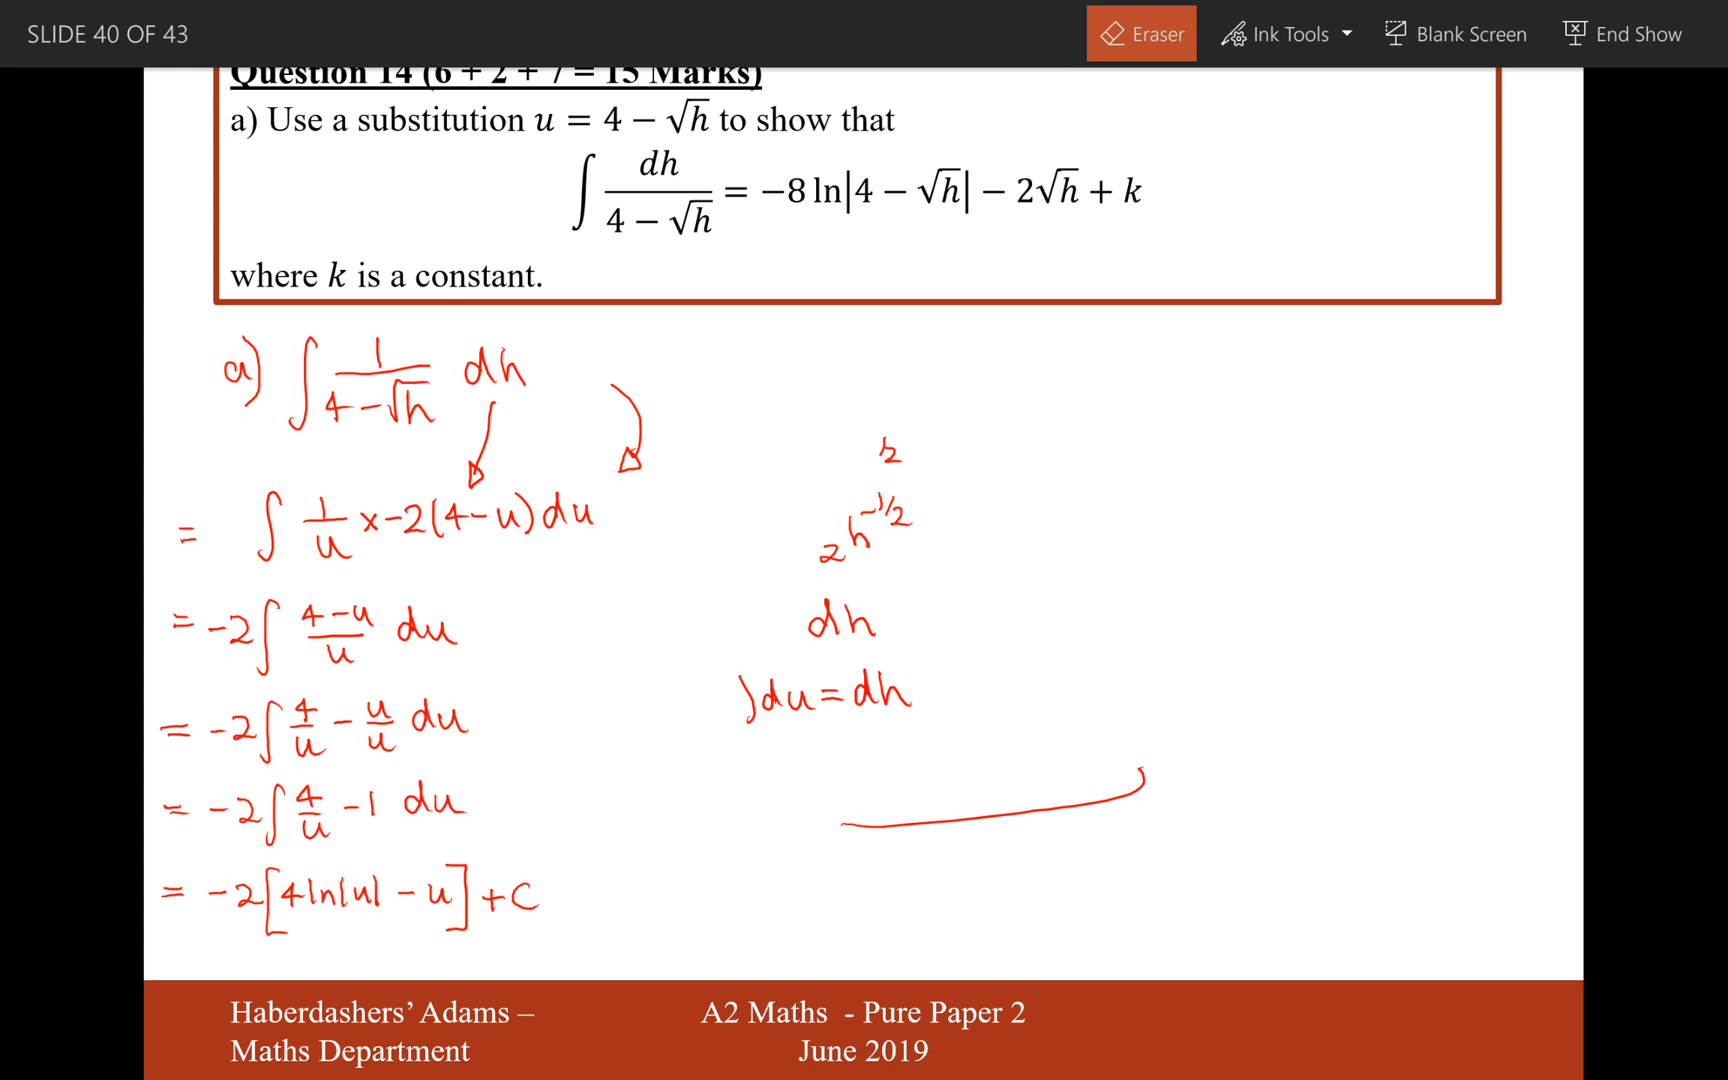 SLIDE 40 OF 43
Eraser
Ink Tools
Blank Screen
End Show
Question 14 (6 + 2 + 7 = 15 Marks)
a) Use a substitution u = 4 − √h to show that
∫ dh/(4 − √h) = −8 ln|4 − √h| − 2√h + k
where k is a constant.
a) ∫ 1/(4−√h) dh
= ∫ 1/u × −2(4−u) du
= −2∫ (4−u)/u du
= −2∫ 4/u − u/u du
= −2∫ 4/u − 1 du
= −2[4ln|u| − u] + C
2h^(−1/2)
dh
)du = dh
Haberdashers’ Adams –
Maths Department
A2 Maths - Pure Paper 2
June 2019